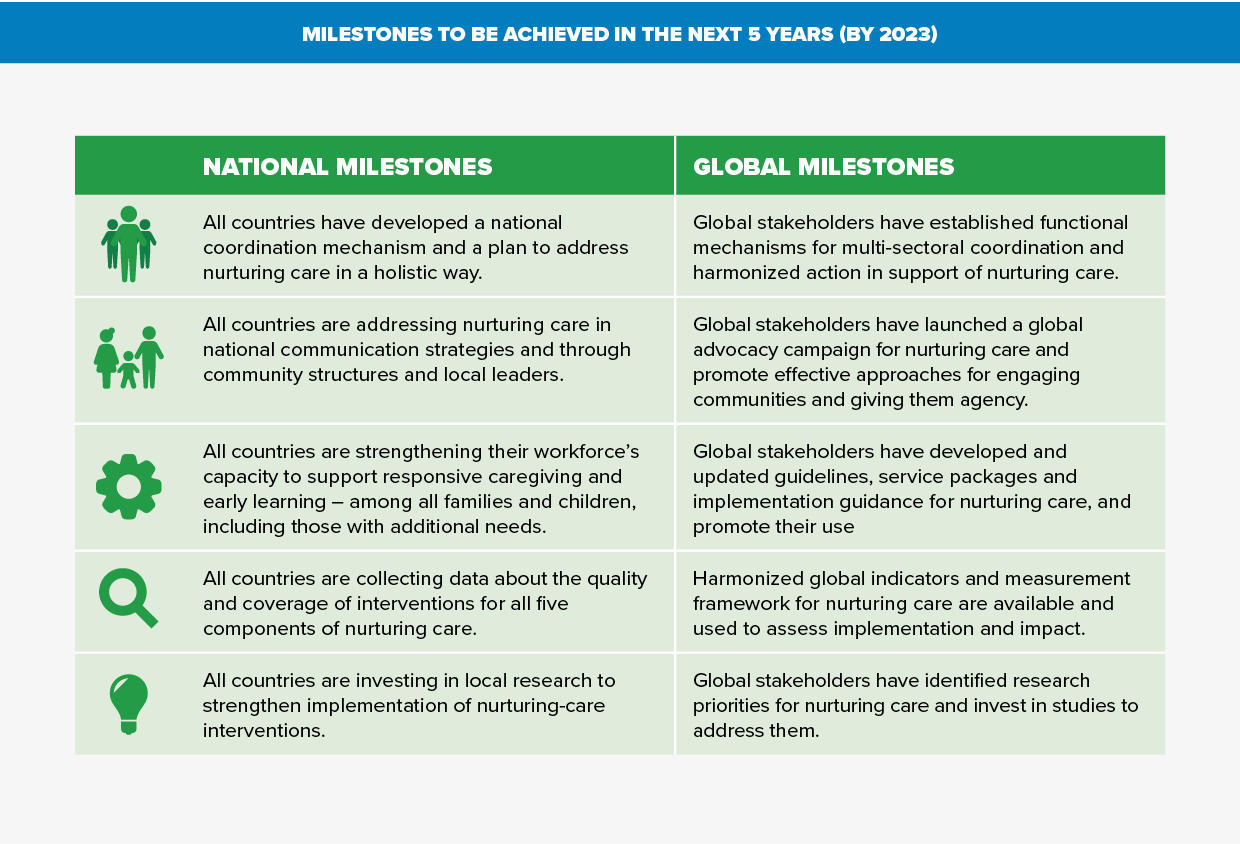 MILESTONES TO BE ACHIEVED IN THE NEXT 5 YEARS (BY 2023)
NATIONAL MILESTONES
GLOBAL MILESTONES
All countries have developed a national
coordination mechanism and a plan to address
nurturing care in a holistic way.
Global stakeholders have established functional
mechanisms for multi-sectoral coordination and
harmonized action in support of nurturing care.
All countries are addressing nurturing care in
national communication strategies and through
community structures and local leaders.
Global stakeholders have launched a global
advocacy campaign for nurturing care and
promote effective approaches for engaging
communities and giving them agency.
All countries are strengthening their workforce’s
capacity to support responsive caregiving and
early learning – among all families and children,
including those with additional needs.
Global stakeholders have developed and
updated guidelines, service packages and
implementation guidance for nurturing care, and
promote their use
All countries are collecting data about the quality
and coverage of interventions for all five
components of nurturing care.
Harmonized global indicators and measurement
framework for nurturing care are available and
used to assess implementation and impact.
All countries are investing in local research to
strengthen implementation of nurturing-care
interventions.
Global stakeholders have identified research
priorities for nurturing care and invest in studies to
address them.